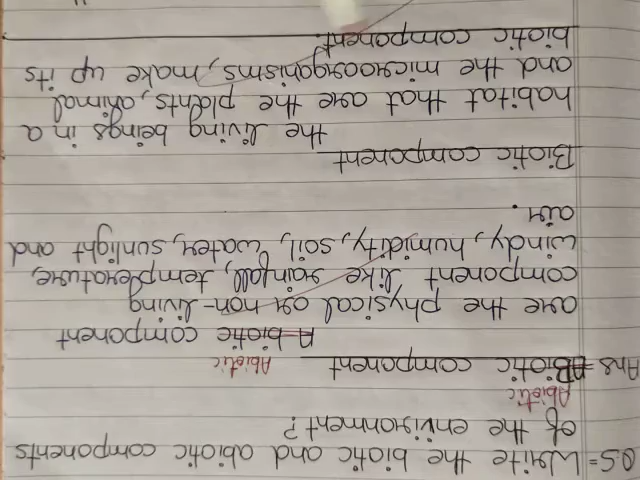 Q5= Write the biotic and abiotic components
of the environment?
Abiotic
Ans= ABiotic component Abiotic
A-biotic component
are the physical or non-living
component like rainfall, temperature,
windy, humidity, soil, water, sunlight and
air.
Biotic component
the living beings in a
habitat that are the plants, animal
and the microorganisms, make up its
biotic component.